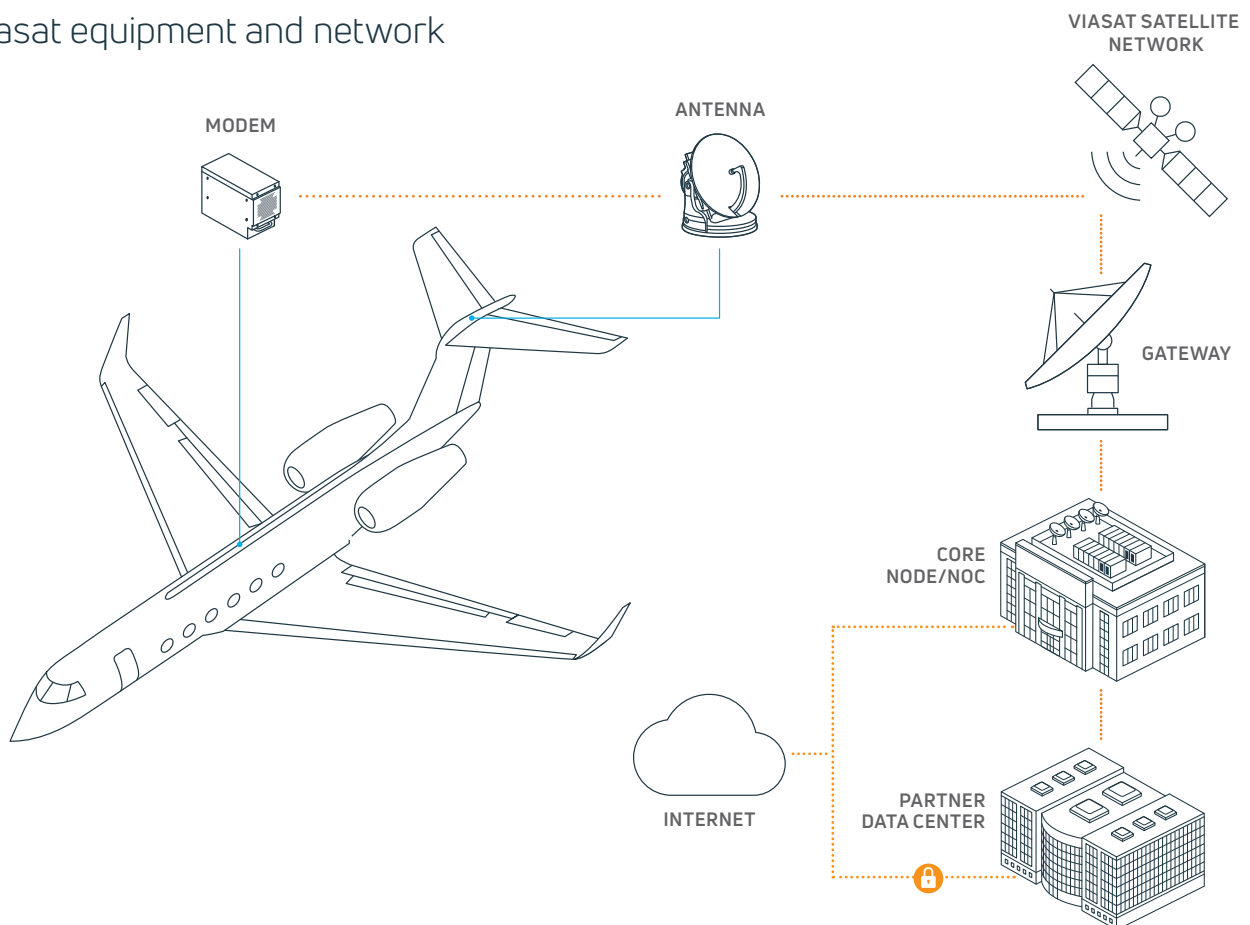 asat equipment and network
VIASAT SATELLITE
NETWORK
ANTENNA
MODEM
GATEWAY
CORE
NODE/NOC
PARTNER
DATA CENTER
INTERNET